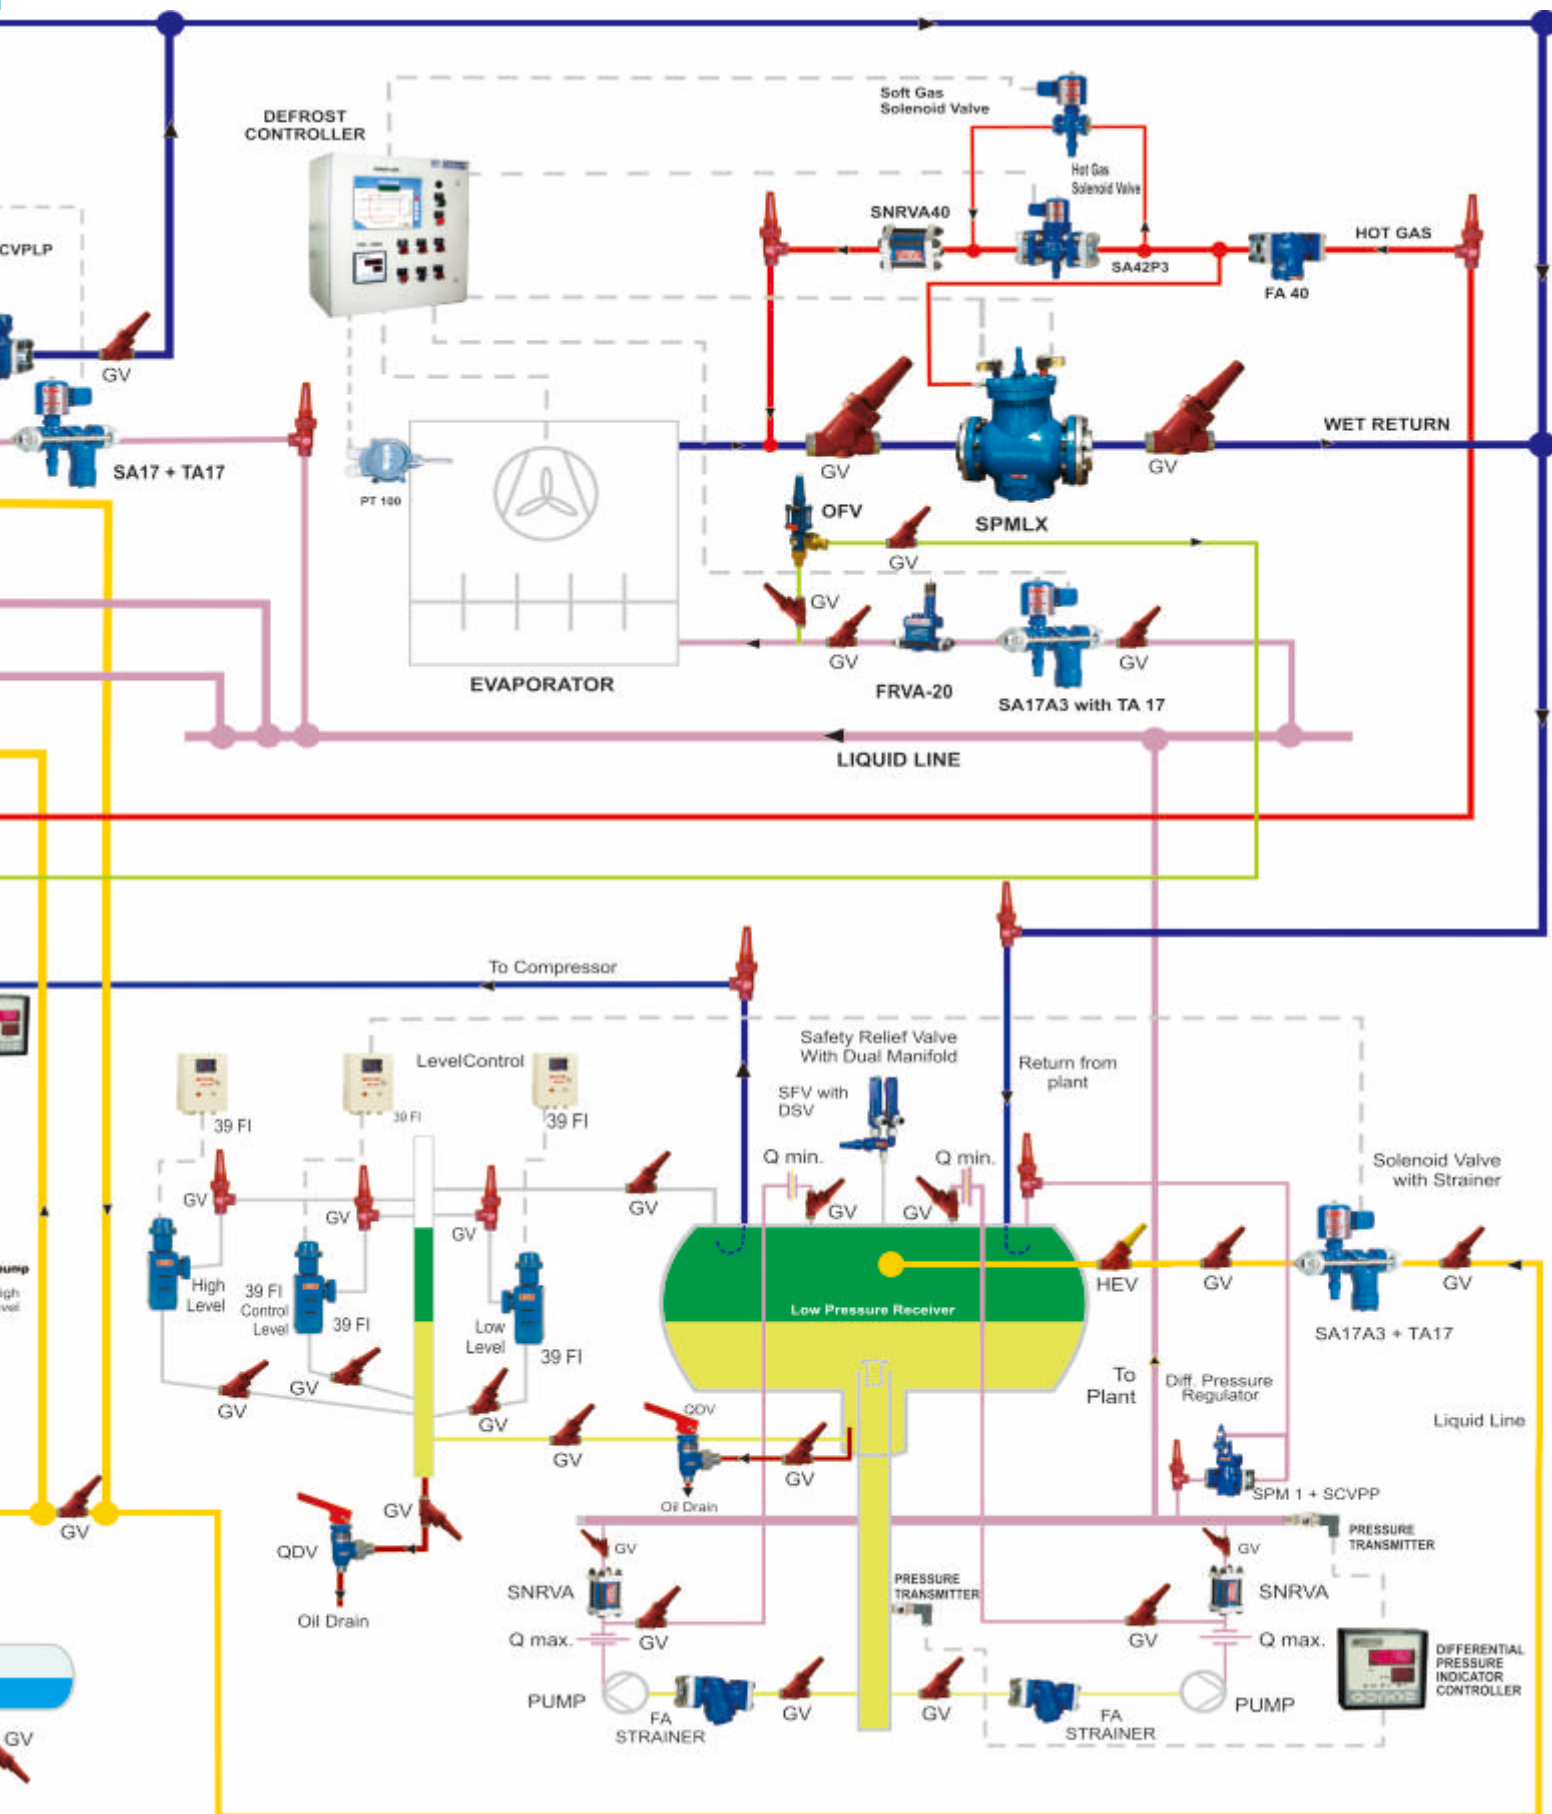 Soft Gas
Solenoid Valve
DEFROST
CONTROLLER
Hot Gas
Solenoid Valve
SNRVA40
HOT GAS
CVPLP
SA42P3
FA 40
GV
WET RETURN
GV
GV
SA17 + TA17
PT 100
OFV
SPMLX
GV
GV
GV
GV
EVAPORATOR
FRVA-20
SA17A3 with TA 17
LIQUID LINE
To Compressor
Safety Relief Valve
With Dual Manifold
LevelControl
Return from
plant
SFV with
DSV
39 FI
39 FI
39 FI
Q min.
Q min.
Solenoid Valve
with Strainer
GV
GV
GV
GV
GV
GV
ump
igh
vel
High
Level
39 FI
Control
Level
39 FI
Low
Level
39 FI
HEV
GV
GV
Low Pressure Receiver
SA17A3 + TA17
To
Plant
Diff. Pressure
Regulator
GV
GV
GV
QDV
Liquid Line
GV
GV
Oil Drain
SPM 1 + SCVPP
GV
GV
QDV
Oil Drain
GV
GV
PRESSURE
TRANSMITTER
PRESSURE
TRANSMITTER
SNRVA
SNRVA
Q max.
GV
GV
Q max.
DIFFERENTIAL
PRESSURE
INDICATOR
CONTROLLER
PUMP
GV
GV
PUMP
FA
STRAINER
FA
STRAINER
GV